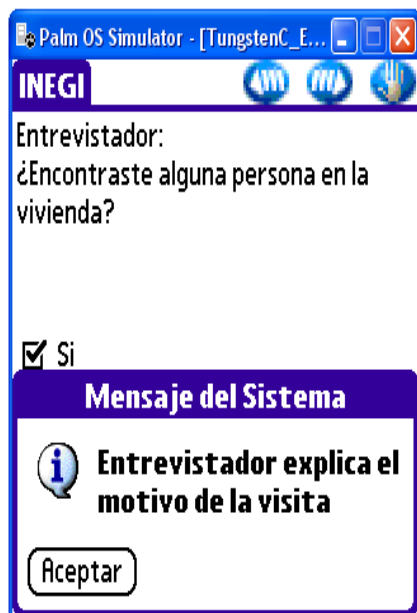 Palm OS Simulator - [TungstenC_E...
INEGI
Entrevistador:
¿Encontraste alguna persona en la
vivienda?
Si
Mensaje del Sistema
Entrevistador explica el
motivo de la visita
Aceptar